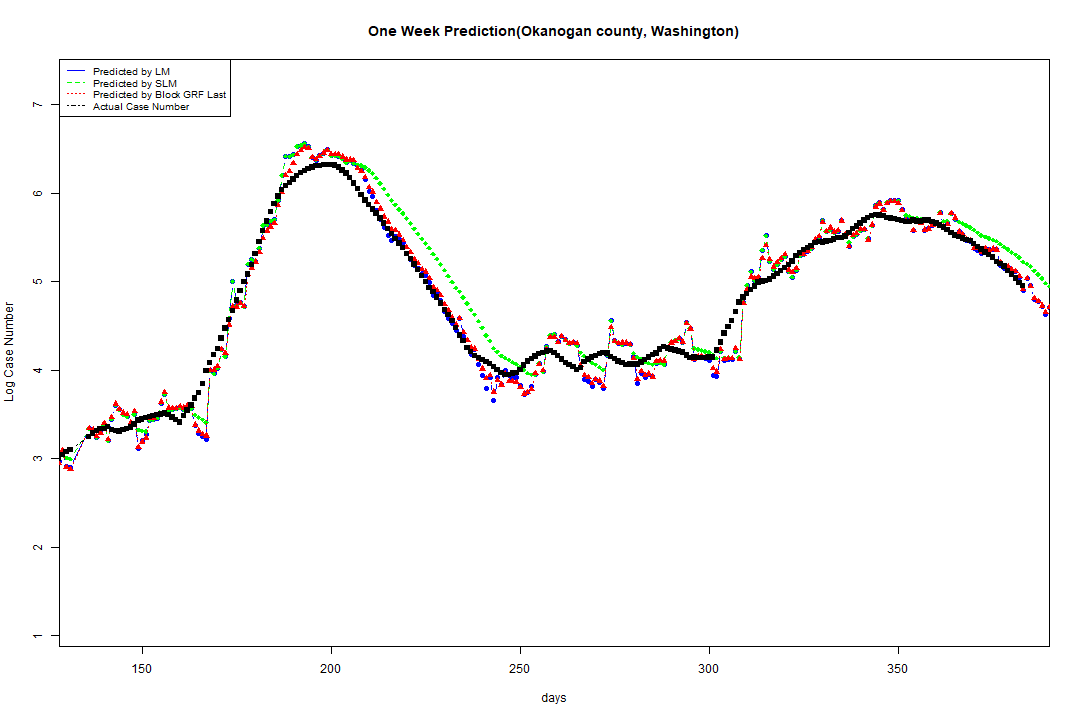 One Week Prediction(Okanogan county, Washington)
Predicted by LM
Predicted by SLM
Predicted by Block GRF Last
Actual Case Number
Log Case Number
7
6
5
4
3
2
1
150 200 250 300 350
days